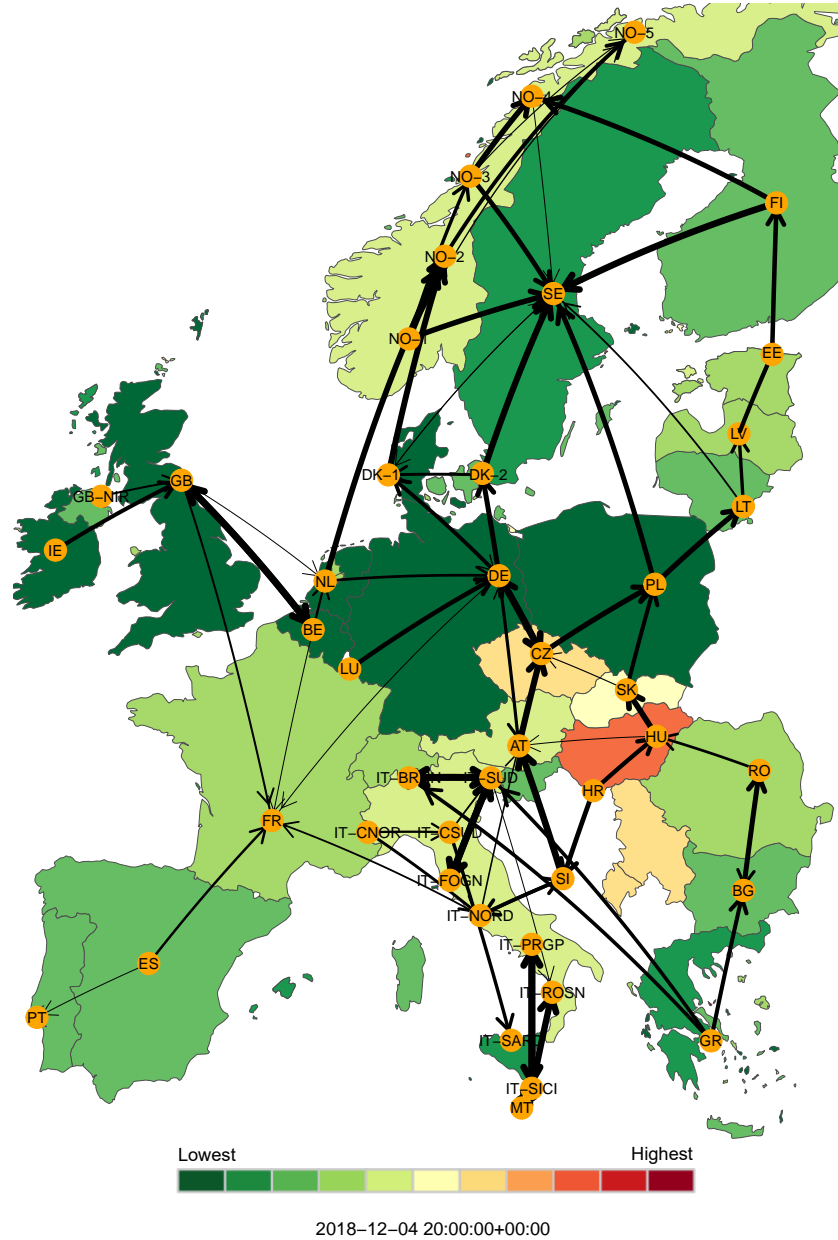 NO−5
NO−4
NO−3
FI
NO−2
SE
NO−1
EE
LV
GB
DK−1
DK−2
GB−NIR
LT
IE
NL
DE
PL
BE
CZ
LU
SK
HU
AT
RO
IT−SUD
HR
FR
IT−CNOR
IT−CSUD
IT−FOGN
SI
BG
IT−NORD
IT−PRGP
ES
IT−ROSN
PT
IT−SARD
GR
IT−SICI
MT
Lowest
Highest
2018−12−04 20:00:00+00:00